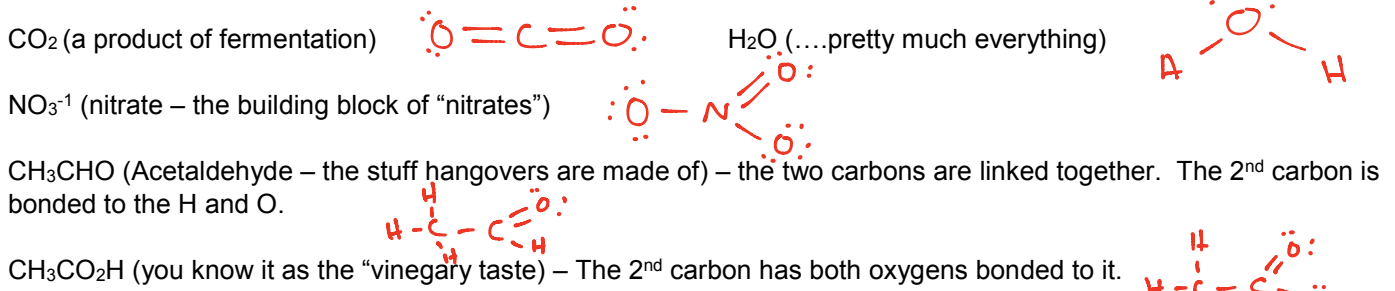 CO₂ (a product of fermentation) O=C=O H₂O (….pretty much everything) O H H
NO₃⁻¹ (nitrate – the building block of “nitrates”) O–N=O O
CH₃CHO (Acetaldehyde – the stuff hangovers are made of) – the two carbons are linked together. The 2ⁿᵈ carbon is
bonded to the H and O. H H–C–C=O H H
CH₃CO₂H (you know it as the “vinegary taste) – The 2ⁿᵈ carbon has both oxygens bonded to it. H O H–C–C